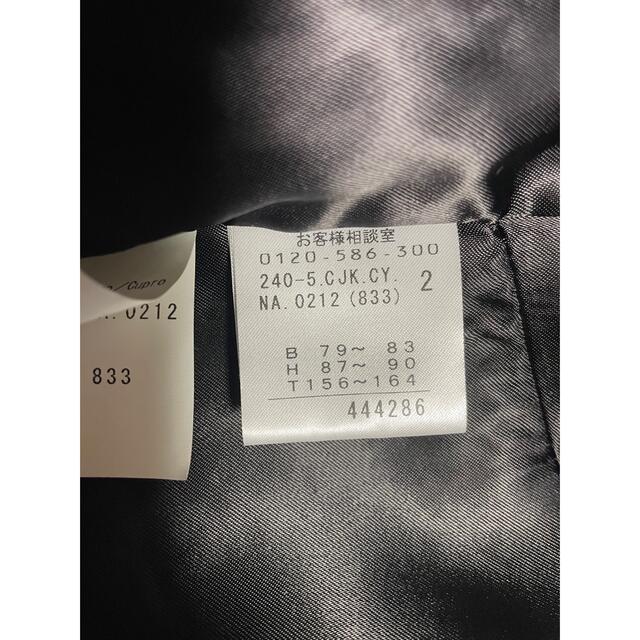 /Cupro
0212
833
お客様相談室
0120-586-300
240-5.CJK.CY. 2
NA.0212(833)
B 79〜 83
H 87〜 90
T156〜164
444286